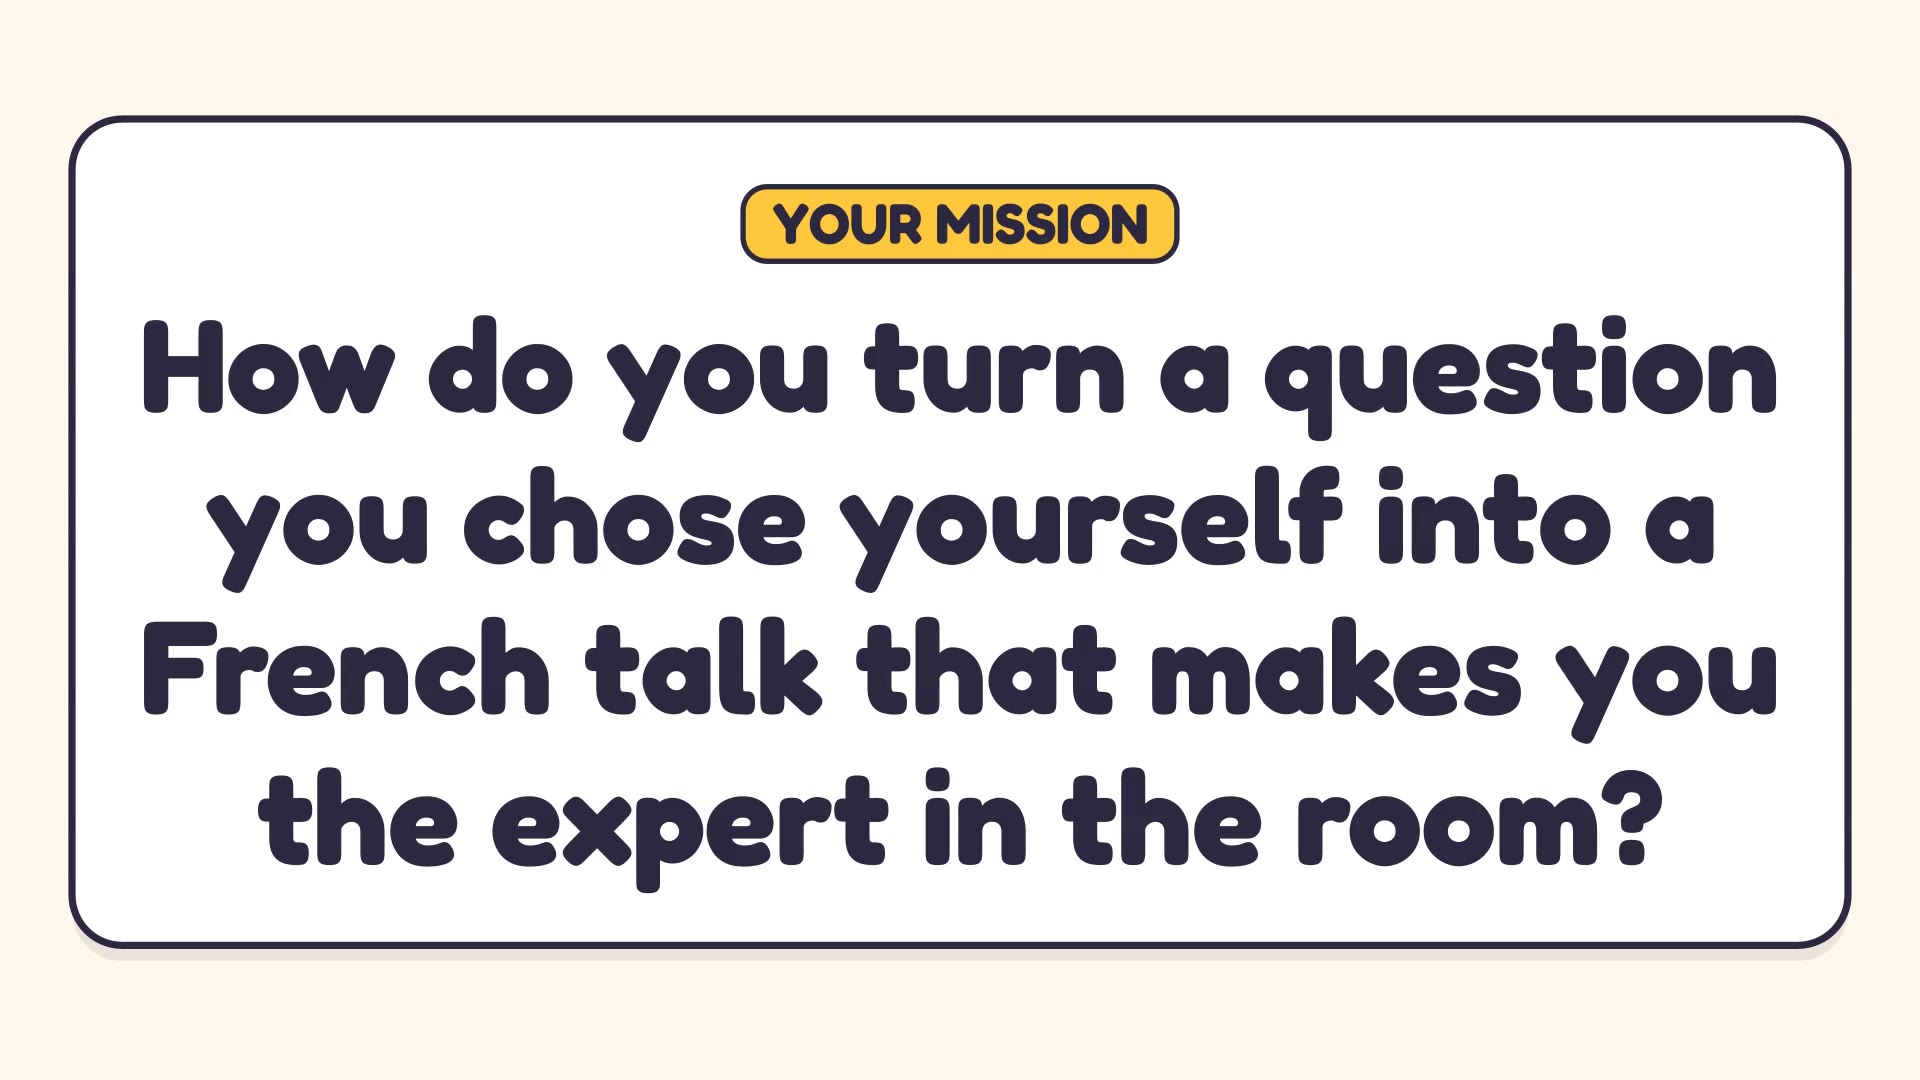 YOUR MISSION
How do you turn a question
you chose yourself into a
French talk that makes you
the expert in the room?